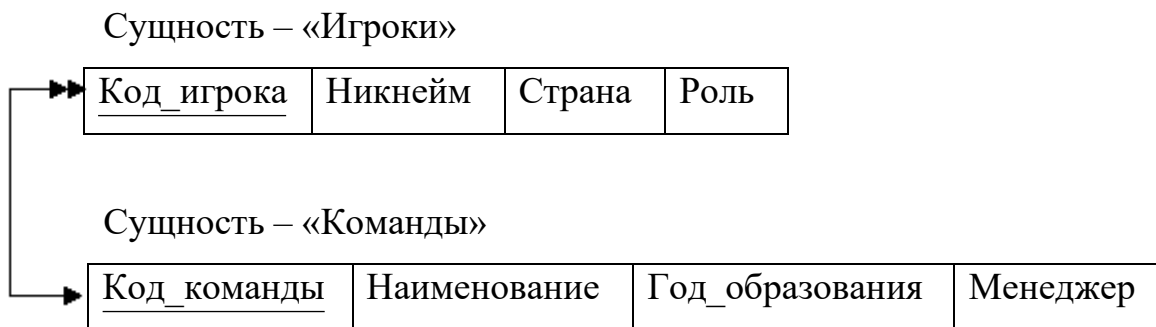 Сущность – «Игроки»
Код_игрока Никнейм Страна Роль
Сущность – «Команды»
Код_команды Наименование Год_образования Менеджер